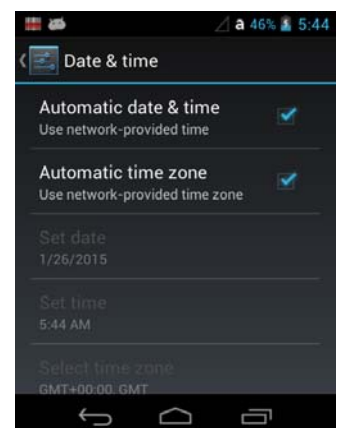 a 46% 5:44
Date & time
Automatic date & time
Use network-provided time
Automatic time zone
Use network-provided time zone
Set date
1/26/2015
Set time
5:44 AM
Select time zone
GMT+00:00, GMT